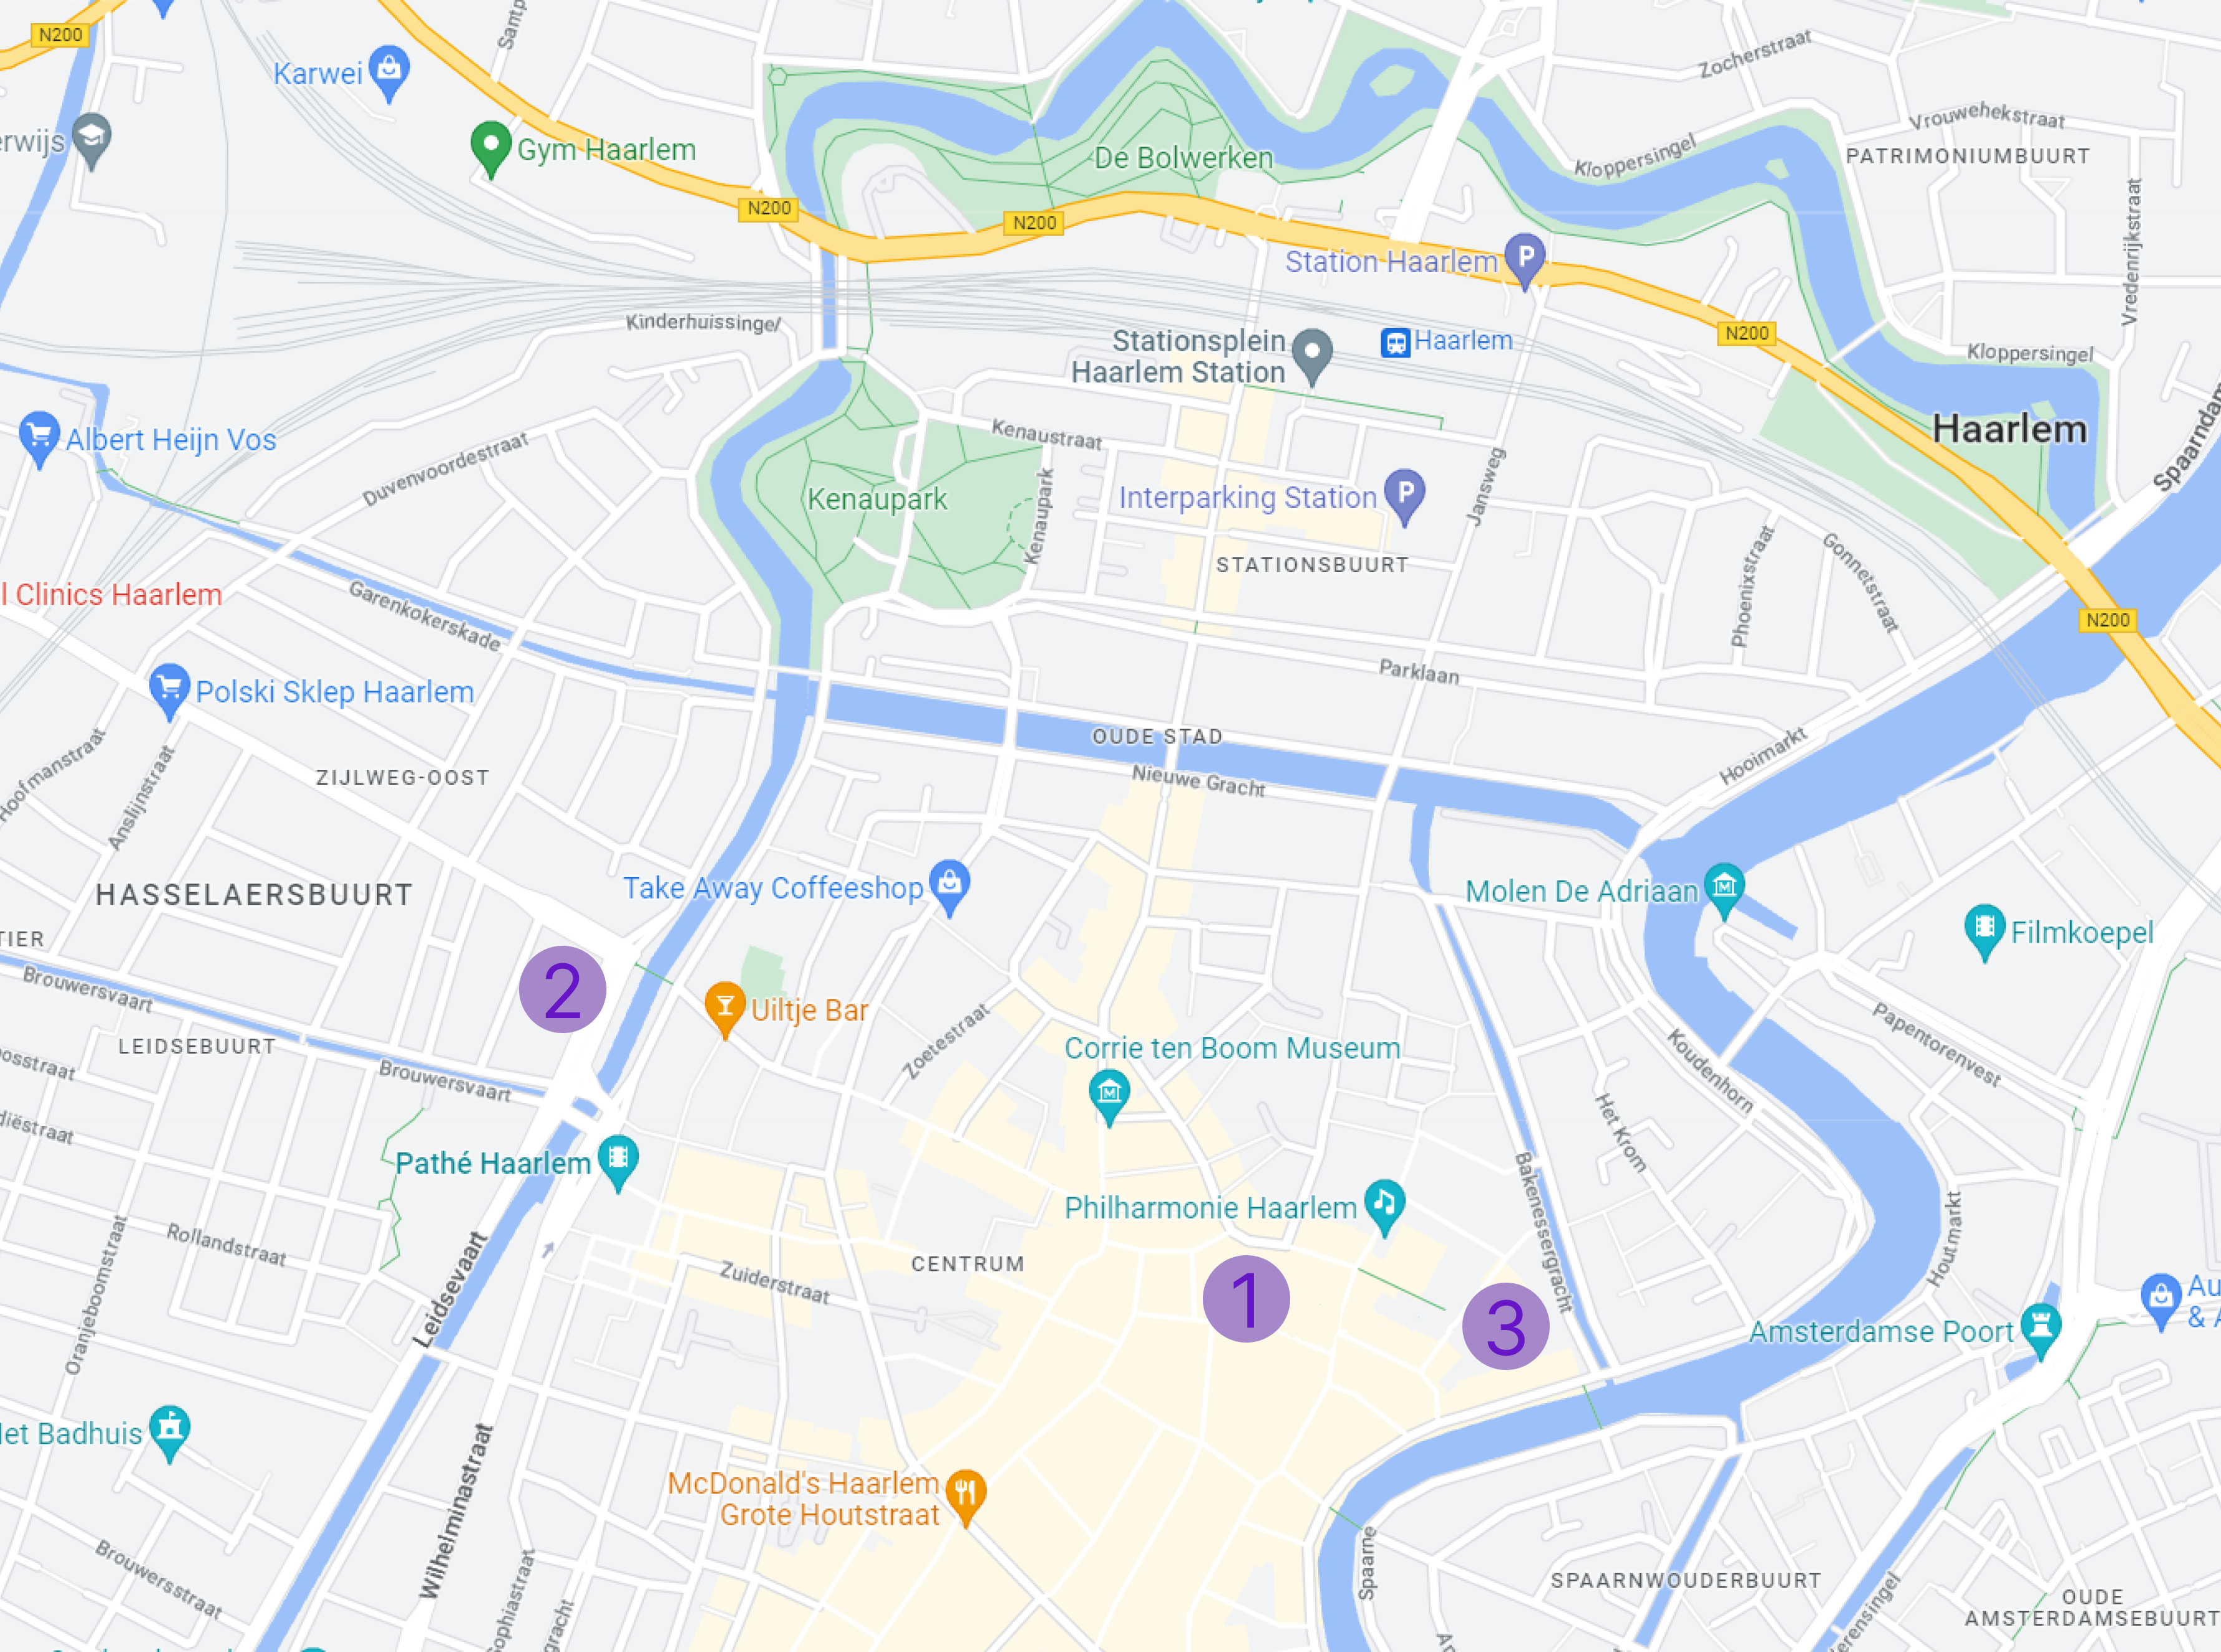 N200
Karwei
Santp
Zocherstraat
Vrouwehekstraat
erwijs
Gym Haarlem
De Bolwerken
Kloppersingel
PATRIMONIUMBUURT
N200
N200
Station Haarlem
P
Vredenrijkstraat
Kinderhuissingel
Stationsplein
Haarlem Station
Haarlem
N200
Kloppersingel
Albert Heijn Vos
Duvenvoordestraat
Kenaustraat
Haarlem
Spaarndam
Kenaupark
Kenaupark
Interparking Station
P
Jansweg
STATIONSBUURT
Phoenixstraat
Gonnetstraat
l Clinics Haarlem
Garenkokerskade
N200
Polski Sklep Haarlem
Parklaan
Hoofmanstraat
Anslijnstraat
ZIJLWEG-OOST
OUDE STAD
Nieuwe Gracht
Hooimarkt
HASSELAERSBUURT
Take Away Coffeeshop
Molen De Adriaan
M
Filmkoepel
TIER
Brouwersvaart
2
Uiltje Bar
Zoetestraat
Koudenhorn
Papentorenvest
LEIDSEBUURT
osstraat
Brouwersvaart
Corrie ten Boom Museum
M
Het Krom
diëstraat
Pathé Haarlem
Bakenessergracht
Philharmonie Haarlem
Houtmarkt
Rollandstraat
Oranjeboomstraat
Leidsevaart
Zuiderstraat
CENTRUM
1
3
Amsterdamse Poort
Au
& A
Het Badhuis
Wilhelminastraat
McDonald's Haarlem
Grote Houtstraat
Brouwersstraat
Sophiastraat
gracht
Spaarne
SPAARNWOUDERBUURT
OUDE
AMSTERDAMSEBUURT
erensingel